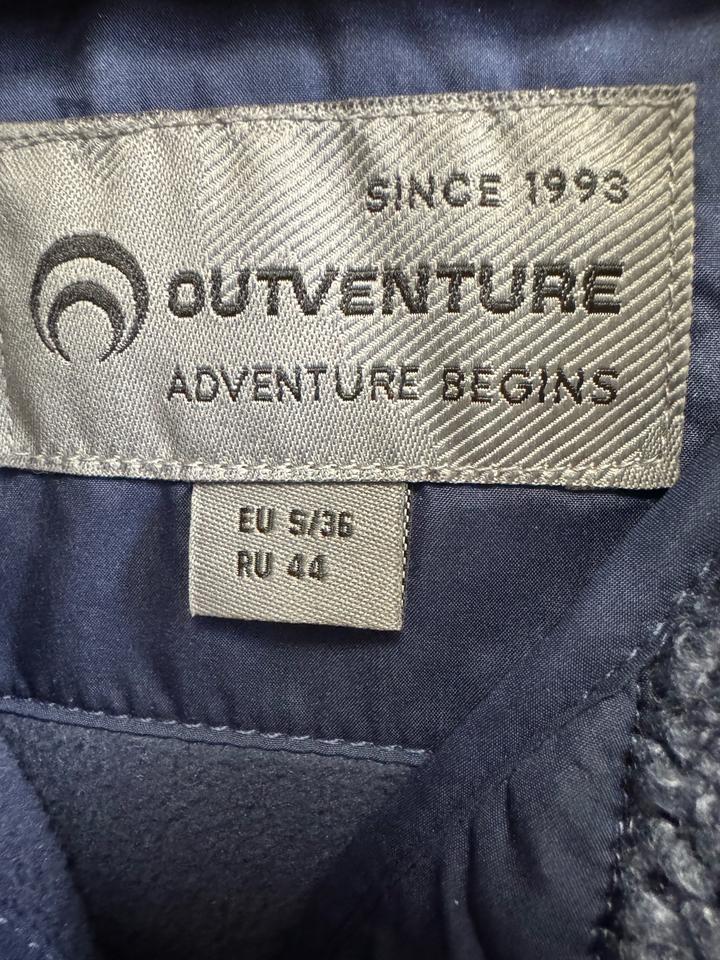 SINCE 1993
OUTVENTURE
ADVENTURE BEGINS
EU S/36
RU 44